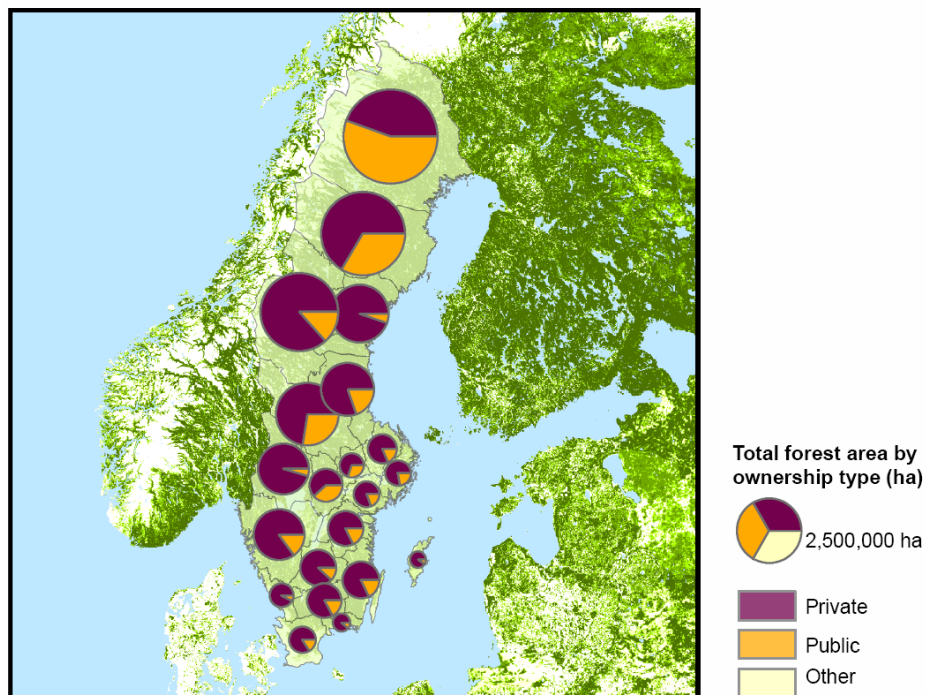 Total forest area by
ownership type (ha)
2,500,000 ha
Private
Public
Other